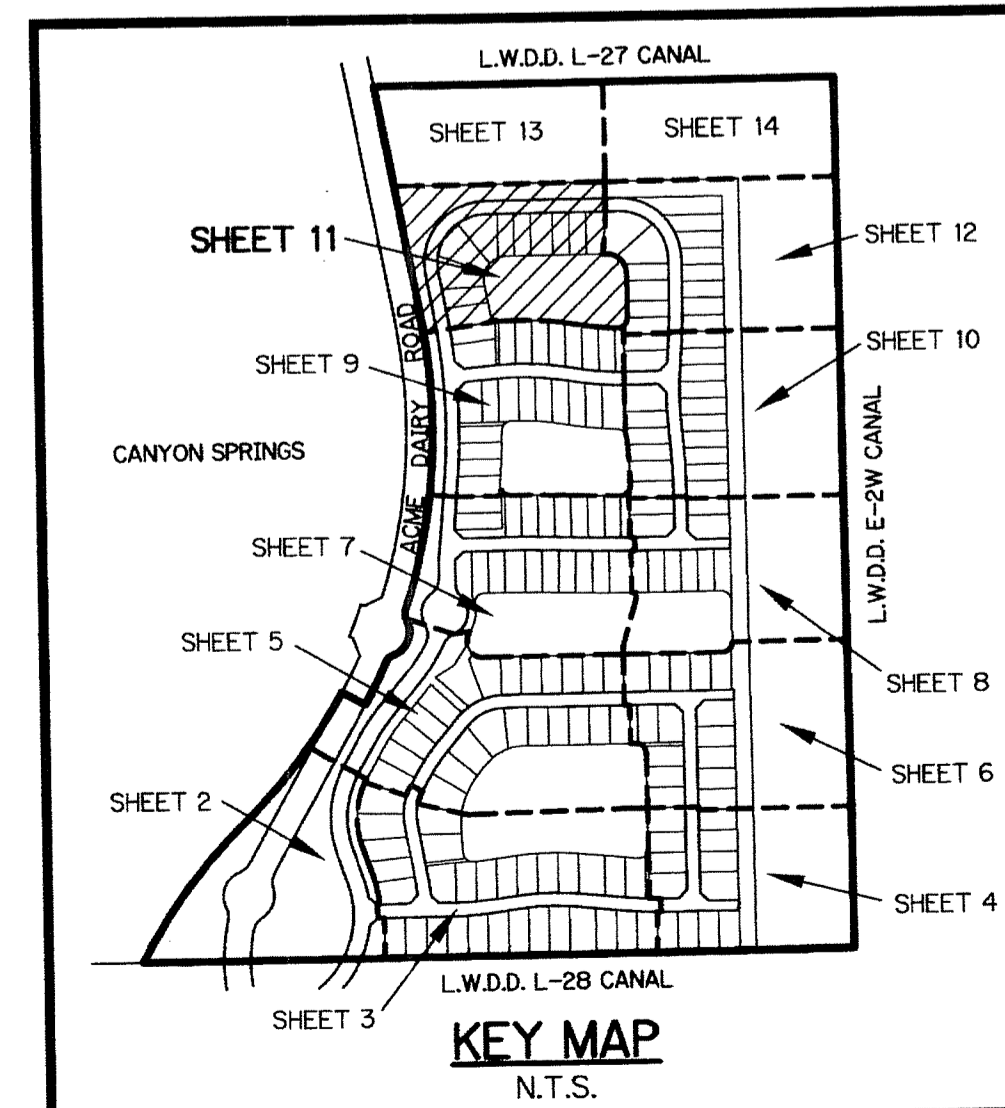 L.W.D.D. L-27 CANAL
SHEET 13
SHEET 14
SHEET 11
SHEET 12
SHEET 10
SHEET 9
ACME DAIRY ROAD
CANYON SPRINGS
L.W.D.D. E-2W CANAL
SHEET 7
SHEET 5
SHEET 8
SHEET 6
SHEET 2
SHEET 4
L.W.D.D. L-28 CANAL
SHEET 3
KEY MAP
N.T.S.